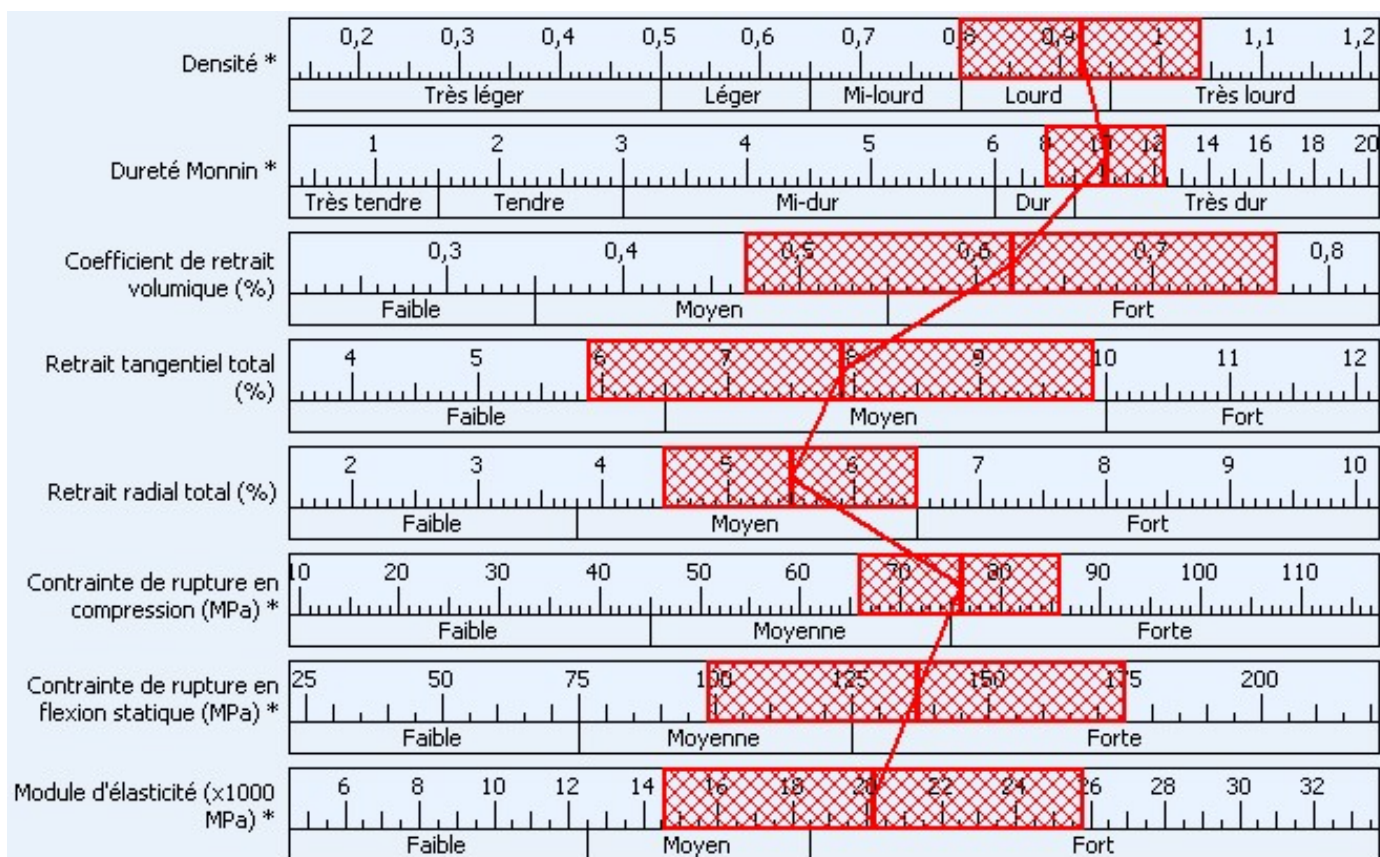 0,2 0,3 0,4 0,5 0,6 0,7 0,8 0,9 1 1,1 1,2
Densité *
Très léger Léger Mi-lourd Lourd Très lourd
1 2 3 4 5 6 8 10 12 14 16 18 20
Dureté Monnin *
Très tendre Tendre Mi-dur Dur Très dur
0,3 0,4 0,5 0,6 0,7 0,8
Coefficient de retrait
volumique (%)
Faible Moyen Fort
4 5 6 7 8 9 10 11 12
Retrait tangentiel total
(%)
Faible Moyen Fort
2 3 4 5 6 7 8 9 10
Retrait radial total (%)
Faible Moyen Fort
10 20 30 40 50 60 70 80 90 100 110
Contrainte de rupture en
compression (MPa) *
Faible Moyenne Forte
25 50 75 100 125 150 175 200
Contrainte de rupture en
flexion statique (MPa) *
Faible Moyenne Forte
6 8 10 12 14 16 18 20 22 24 26 28 30 32
Module d'élasticité (x1000
MPa) *
Faible Moyen Fort